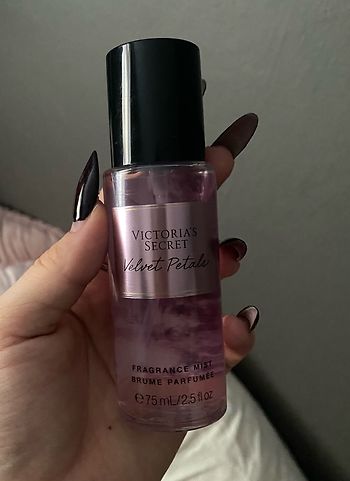 VICTORIA'S
SECRET
Velvet Petals
FRAGRANCE MIST
BRUME PARFUMÉE
℮ 75 mL/2.5 fl oz